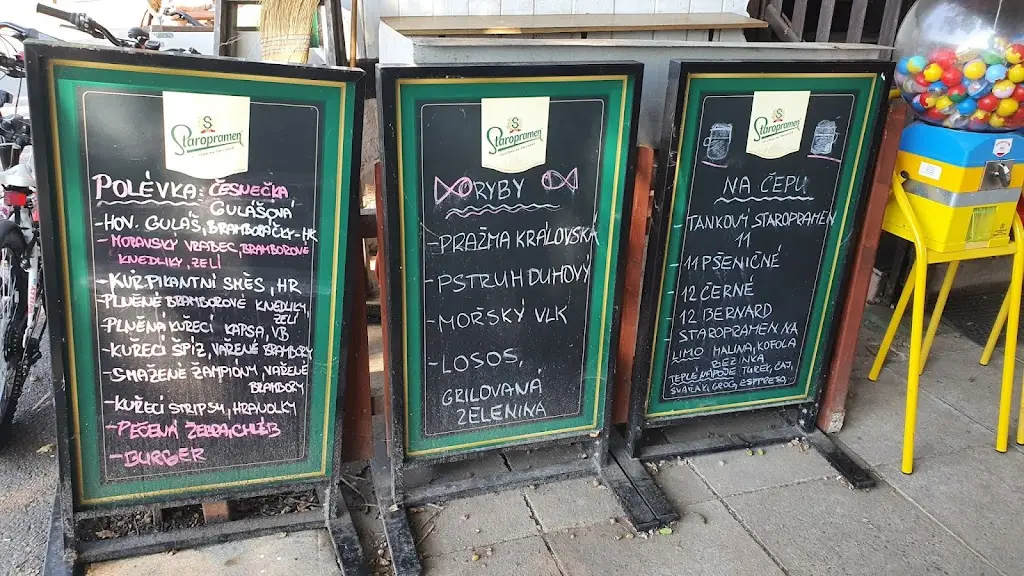 Staropramen
POLÉVKA: ČESNEČKA
GULÁŠOVÁ
- HOV. GULÁŠ, BRAMBORÁČKY - HR
- MORAVSKÝ VRABEC, BRAMBOROVÉ
KNEDLIKY, ZELÍ
- KUŘ. PIKANTNÍ SMĚS, HR
- PLNĚNÉ BRAMBOROVÉ KNEDLIKY,
ZELÍ
- PLNĚNÁ KUŘECÍ KAPSA, VB
- KUŘECÍ ŠPÍZ, VAŘENÉ BRAMBORY
- SMAŽENÉ ŽAMPIONY, VAŘENÉ
BRAMBORY
- KUŘECÍ STRIPSY, HRANOLKY
- PEČENÁ ŽEBRA, CHLÉB
- BURGER
Staropramen
RYBY
- PRAŽMA KRÁLOVSKÁ
- PSTRUH DUHOVÝ
- MOŘSKÝ VLK
- LOSOS,
GRILOVANÁ
ZELENINA
Staropramen
NA ČEPU
- TANKOVÝ STAROPRAMEN
11
- 11 PŠENIČNÉ
- 12 ČERNÉ
- 12 BERNARD
- STAROPRAMEN NA
LIMO MALINA, KOFOLA
BEZINKA
TEPLÉ NÁPOJE TUREK, ČAJ,
SVAŘÁK, GROG, ESPRESSO